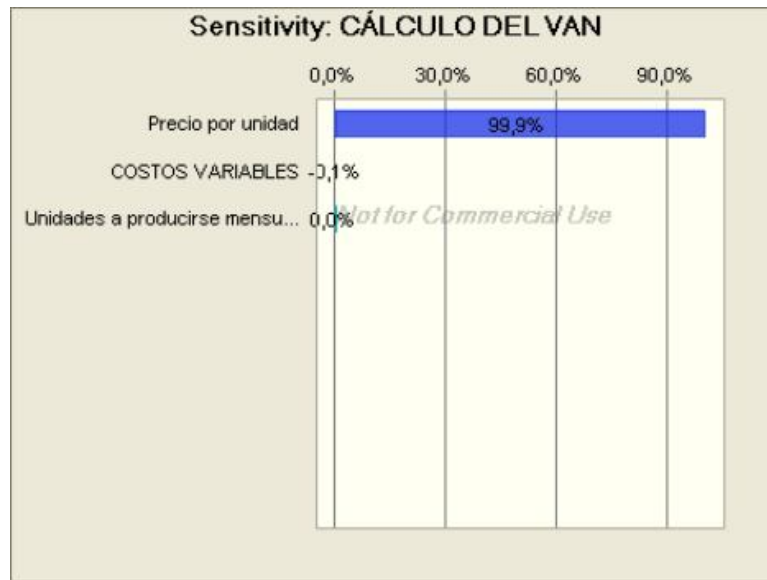 Sensitivity: CÁLCULO DEL VAN
0,0% 30,0% 60,0% 90,0%
Precio por unidad 99,9%
COSTOS VARIABLES -0,1%
Unidades a producirse mensu... 0,0%
Not for Commercial Use